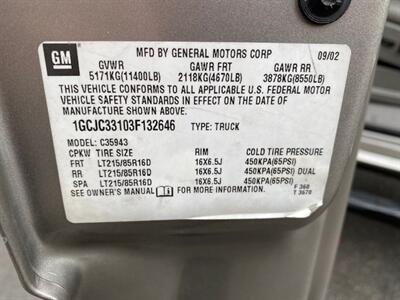 GM
MFD BY GENERAL MOTORS CORP 09/02
GVWR GAWR FRT GAWR RR
5171KG(11400LB) 2118KG(4670LB) 3878KG(8550LB)
THIS VEHICLE CONFORMS TO ALL APPLICABLE U.S. FEDERAL MOTOR
VEHICLE SAFETY STANDARDS IN EFFECT ON THE DATE OF
MANUFACTURE SHOWN ABOVE.
1GCJC33103F132646 TYPE: TRUCK
MODEL: C35943
CPKW TIRE SIZE RIM COLD TIRE PRESSURE
FRT LT215/85R16D 16X6.5J 450KPA(65PSI)
RR LT215/85R16D 16X6.5J 450KPA(65PSI) DUAL
SPA LT215/85R16D 16X6.5J 450KPA(65PSI)
SEE OWNER'S MANUAL FOR MORE INFORMATION. F 360
T 3670